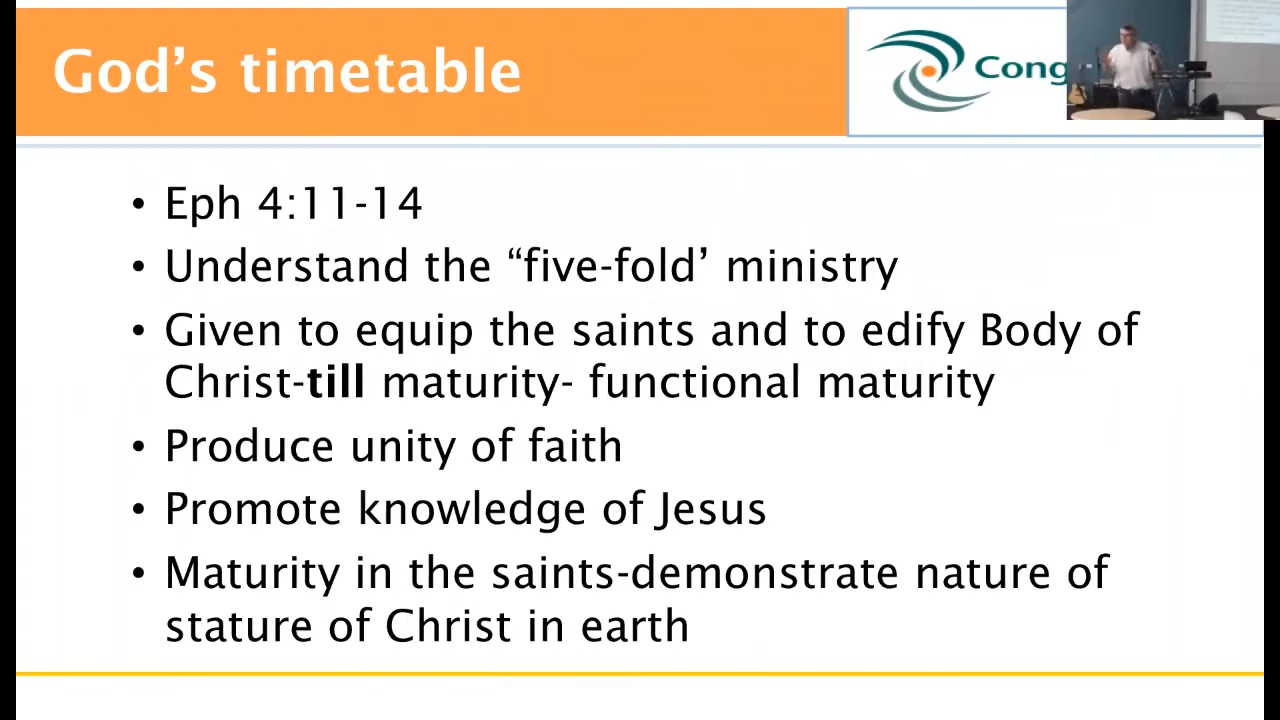 God’s timetable
Cong
• Eph 4:11-14
• Understand the “five-fold’ ministry
• Given to equip the saints and to edify Body of
Christ-till maturity- functional maturity
• Produce unity of faith
• Promote knowledge of Jesus
• Maturity in the saints-demonstrate nature of
stature of Christ in earth